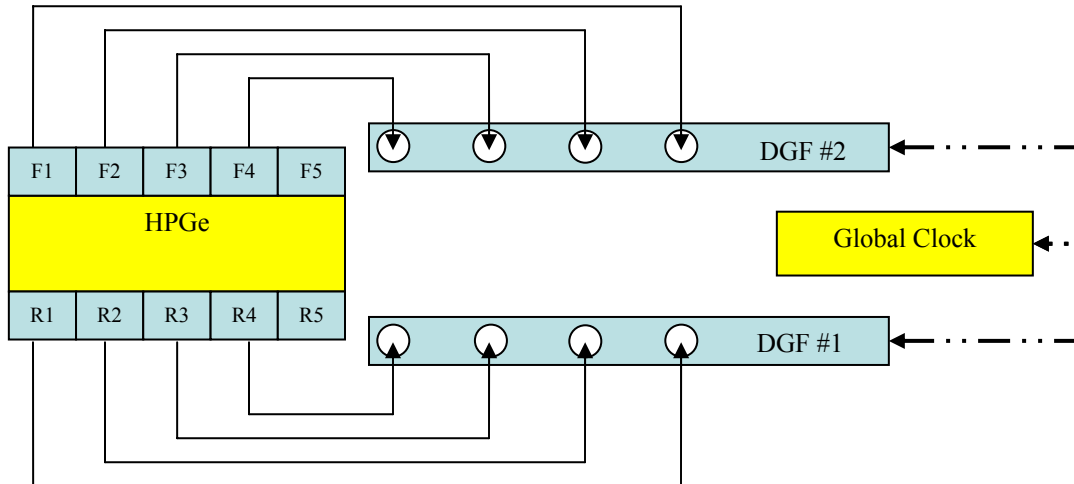 F1 F2 F3 F4 F5
DGF #2
HPGe
Global Clock
R1 R2 R3 R4 R5
DGF #1